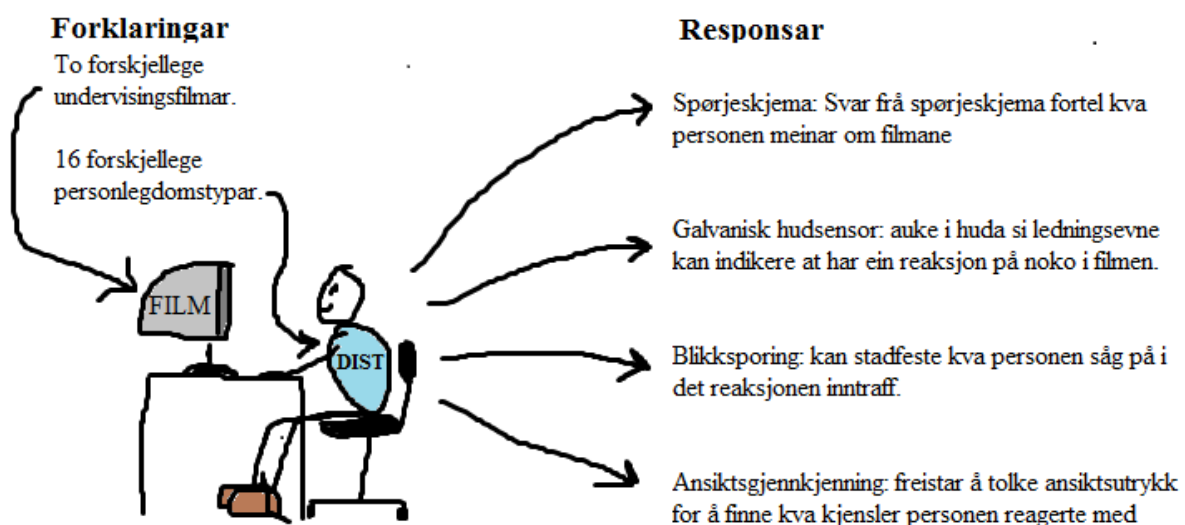 Forklaringar
To forskjellege
undervisingsfilmar.
16 forskjellege
personlegdomstypar.
FILM
DIST
Responsar
Spørjeskjema: Svar frå spørjeskjema fortel kva
personen meinar om filmane
Galvanisk hudsensor: auke i huda si ledningsevne
kan indikere at har ein reaksjon på noko i filmen.
Blikksporing: kan stadfeste kva personen såg på i
det reaksjonen inntraff.
Ansiktsgjennkjenning: freistar å tolke ansiktsutrykk
for å finne kva kjensler personen reagerte med